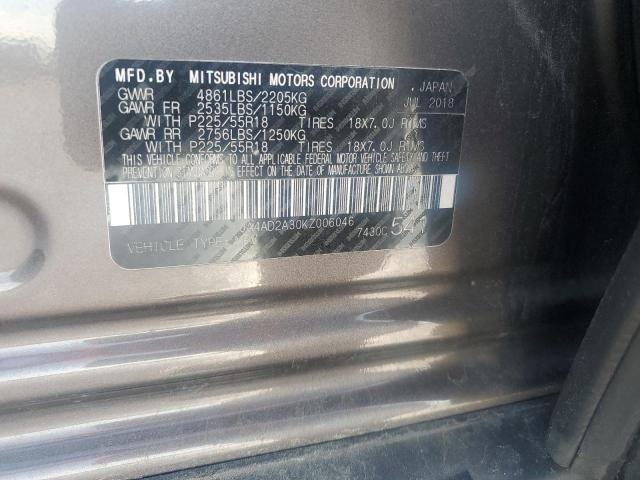 MFD.BY MITSUBISHI MOTORS CORPORATION, JAPAN
GVWR 4861LBS/2205KG JUL 2018
GAWR FR 2535LBS/1150KG
WITH P225/55R18 TIRES 18X7.0J RIMS
GAWR RR 2756LBS/1250KG
WITH P225/55R18 TIRES 18X7.0J RIMS
THIS VEHICLE CONFORMS TO ALL APPLICABLE FEDERAL MOTOR VEHICLE SAFETY AND THEFT
PREVENTION STANDARDS IN EFFECT ON THE DATE OF MANUFACTURE SHOWN ABOVE.
JA4AD2A30KZ006046
VEHICLE TYPE: 7430C